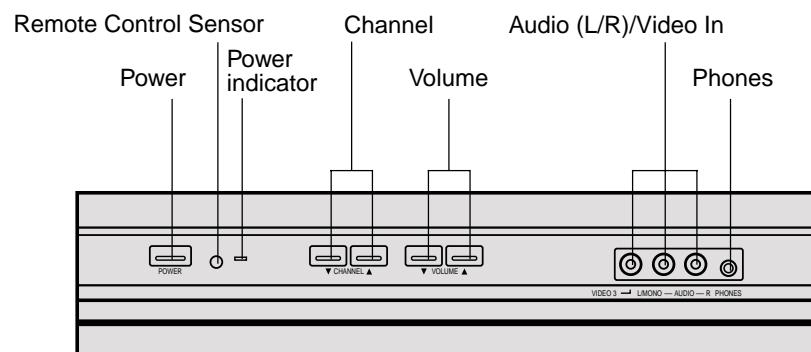 Remote Control Sensor
Channel
Audio (L/R)/Video In
Power
Power
indicator
Volume
Phones
POWER
▼ CHANNEL ▲
▼ VOLUME ▲
VIDEO 3 L/MONO — AUDIO — R PHONES